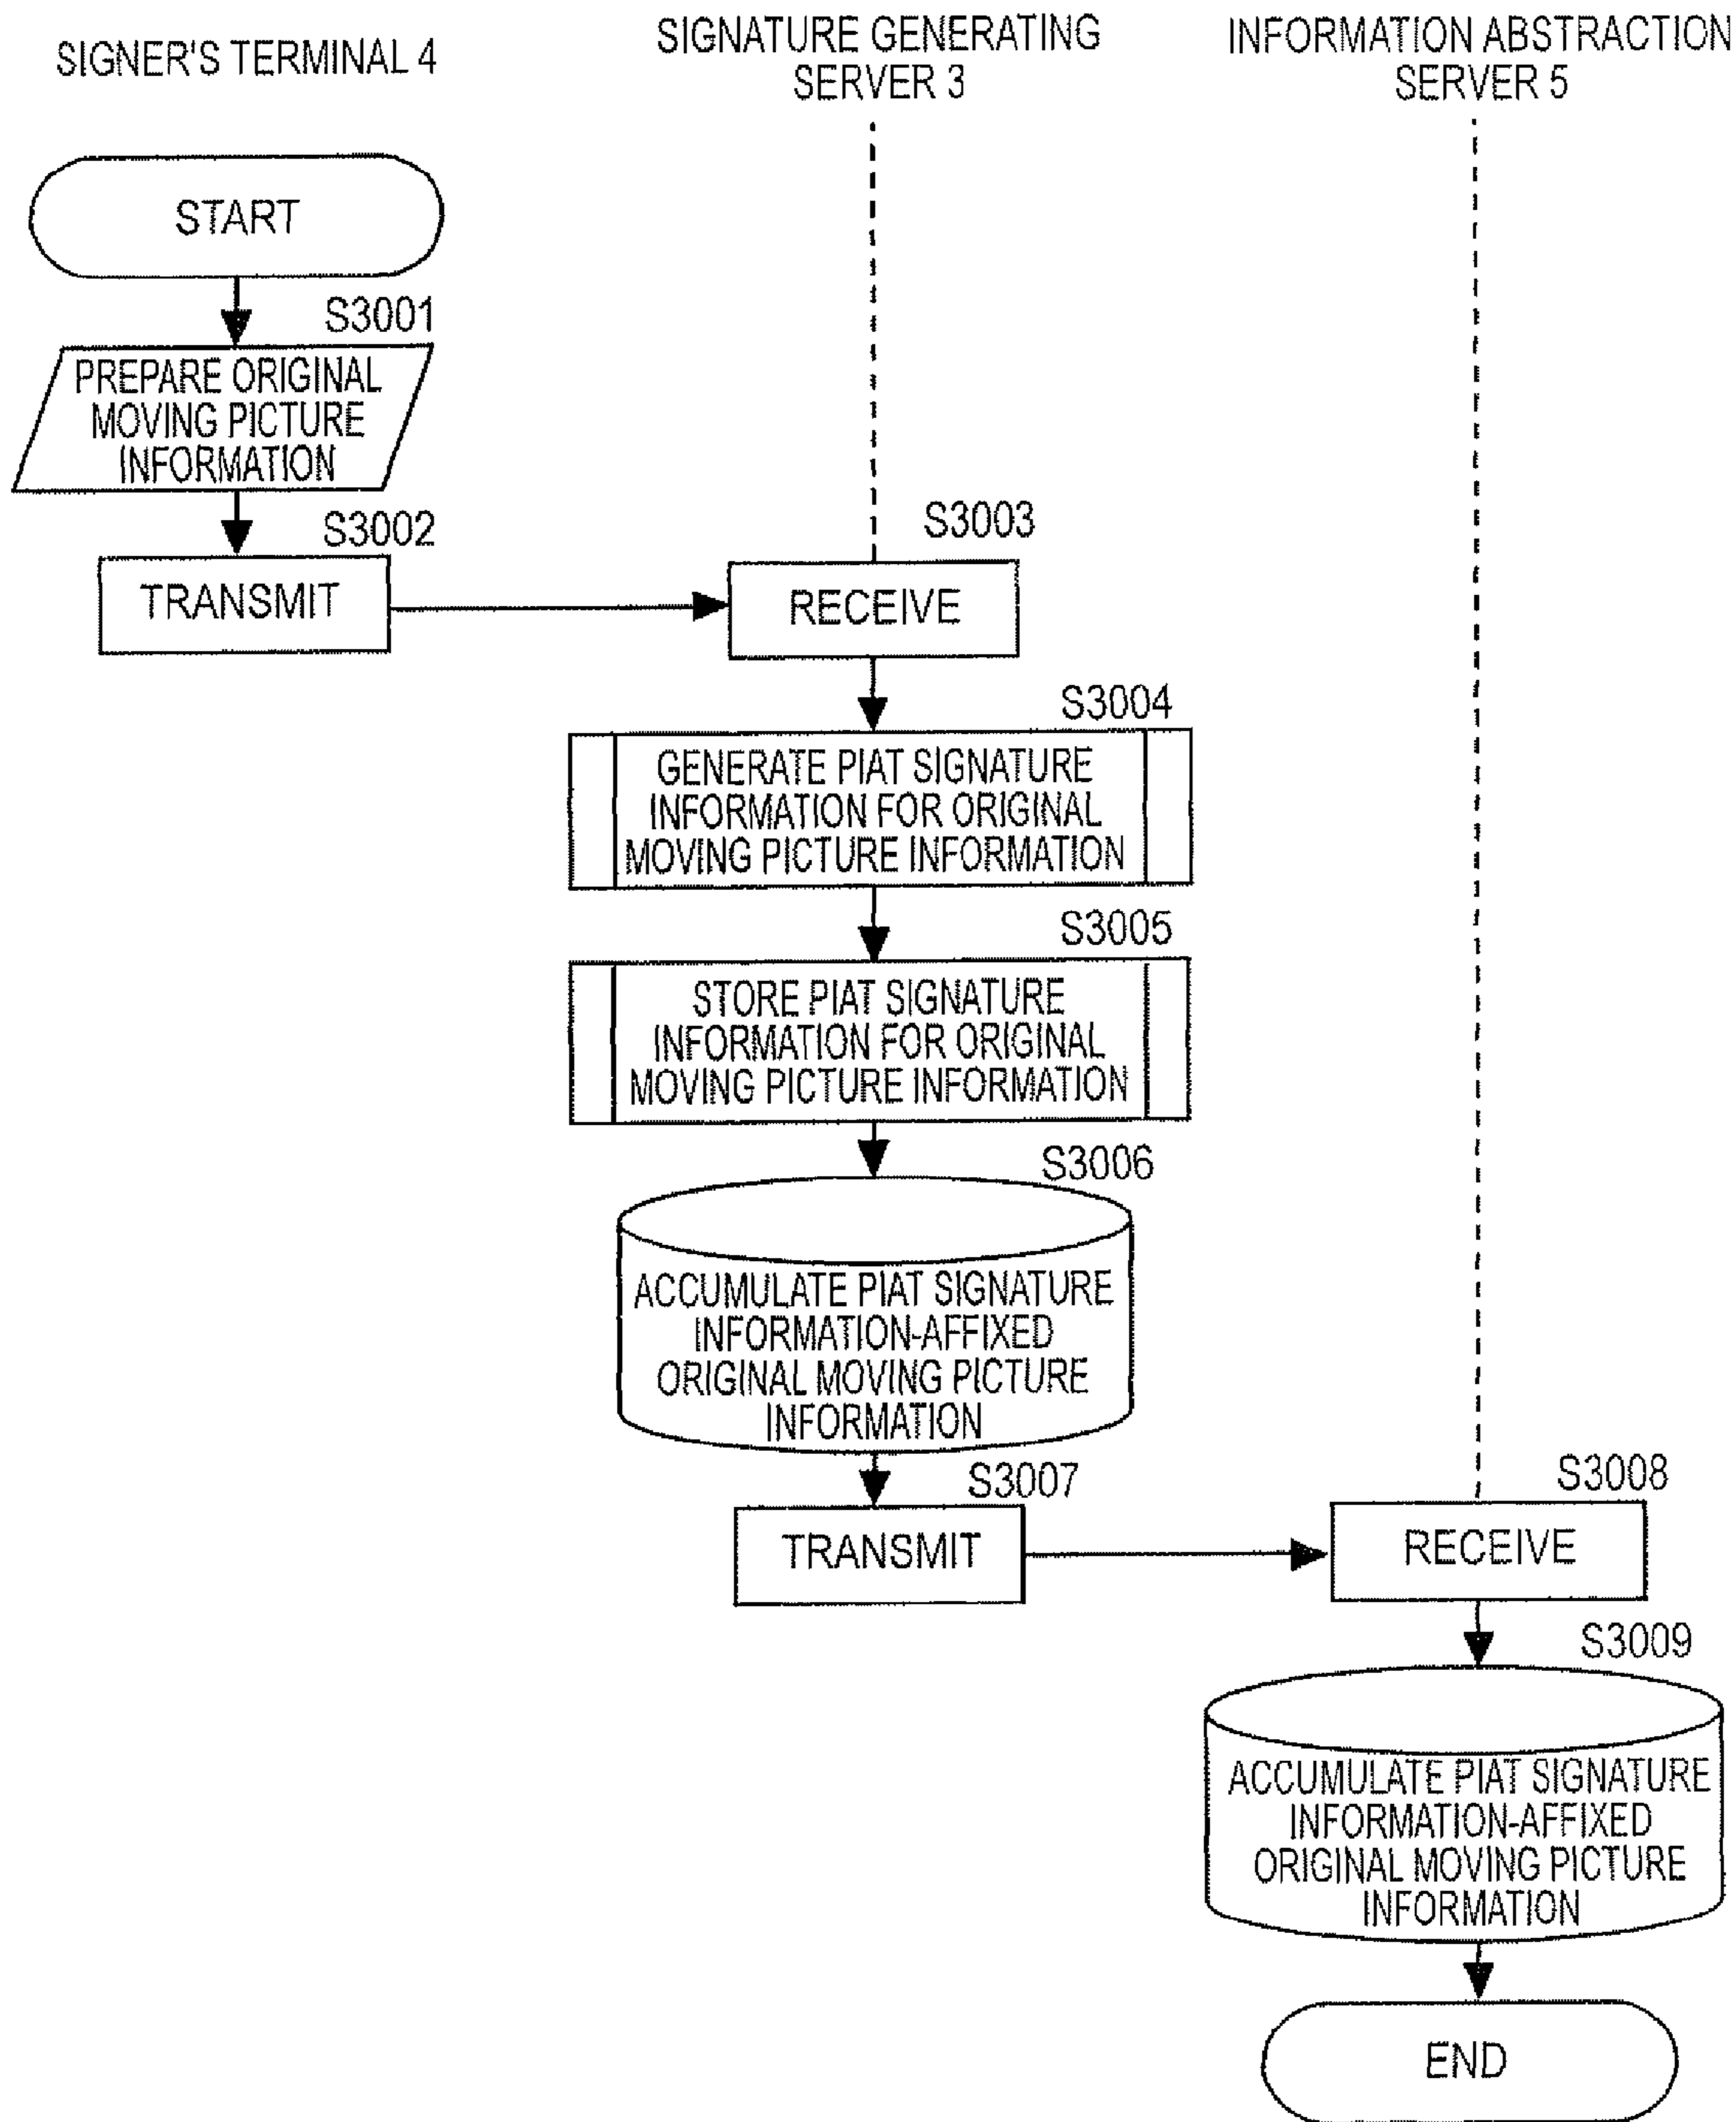 SIGNER'S TERMINAL 4
SIGNATURE GENERATING
SERVER 3
INFORMATION ABSTRACTION
SERVER 5
START
S3001
PREPARE ORIGINAL
MOVING PICTURE
INFORMATION
S3002
TRANSMIT
S3003
RECEIVE
S3004
GENERATE PIAT SIGNATURE
INFORMATION FOR ORIGINAL
MOVING PICTURE INFORMATION
S3005
STORE PIAT SIGNATURE
INFORMATION FOR ORIGINAL
MOVING PICTURE INFORMATION
S3006
ACCUMULATE PIAT SIGNATURE
INFORMATION-AFFIXED
ORIGINAL MOVING PICTURE
INFORMATION
S3007
TRANSMIT
S3008
RECEIVE
S3009
ACCUMULATE PIAT SIGNATURE
INFORMATION-AFFIXED
ORIGINAL MOVING PICTURE
INFORMATION
END